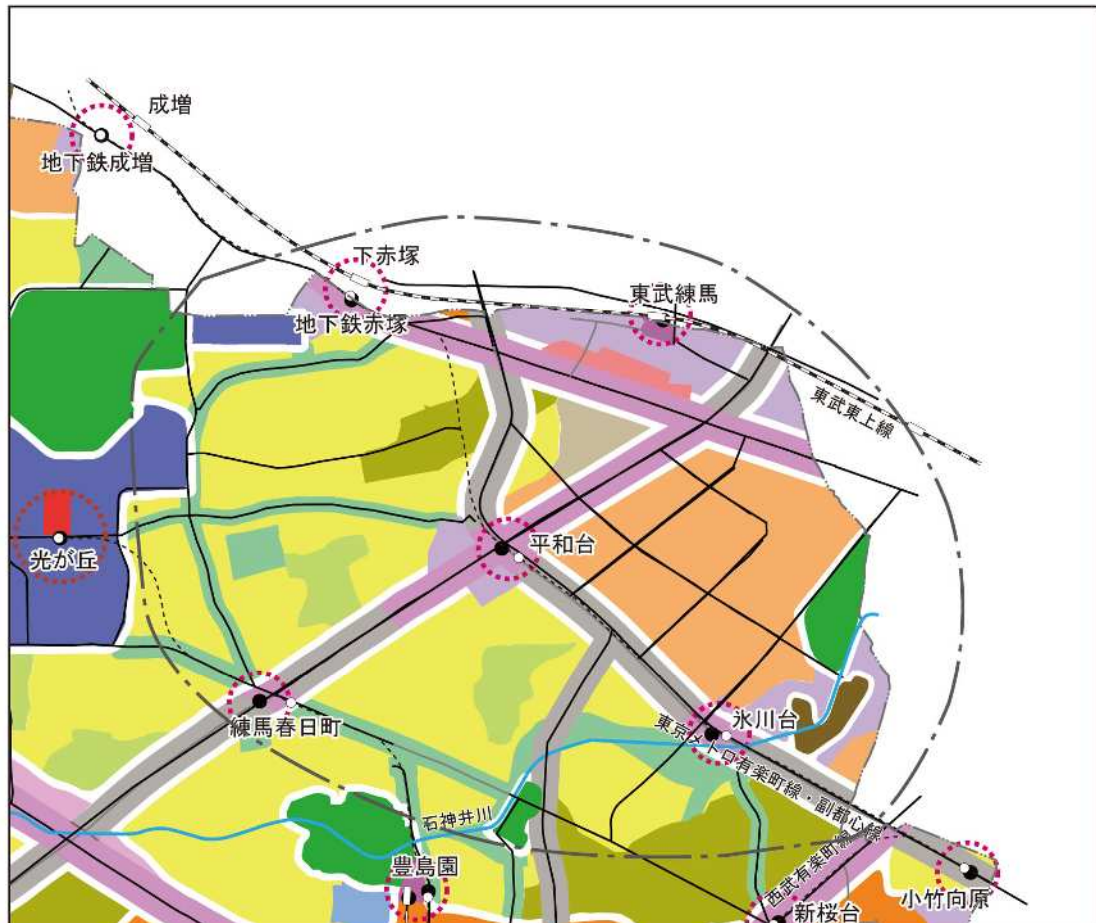 成増
地下鉄成増
下赤塚
地下鉄赤塚
東武練馬
東武東上線
光が丘
平和台
練馬春日町
氷川台
東京メトロ有楽町線・副都心線
石神井川
豊島園
西武有楽町線
新桜台
小竹向原